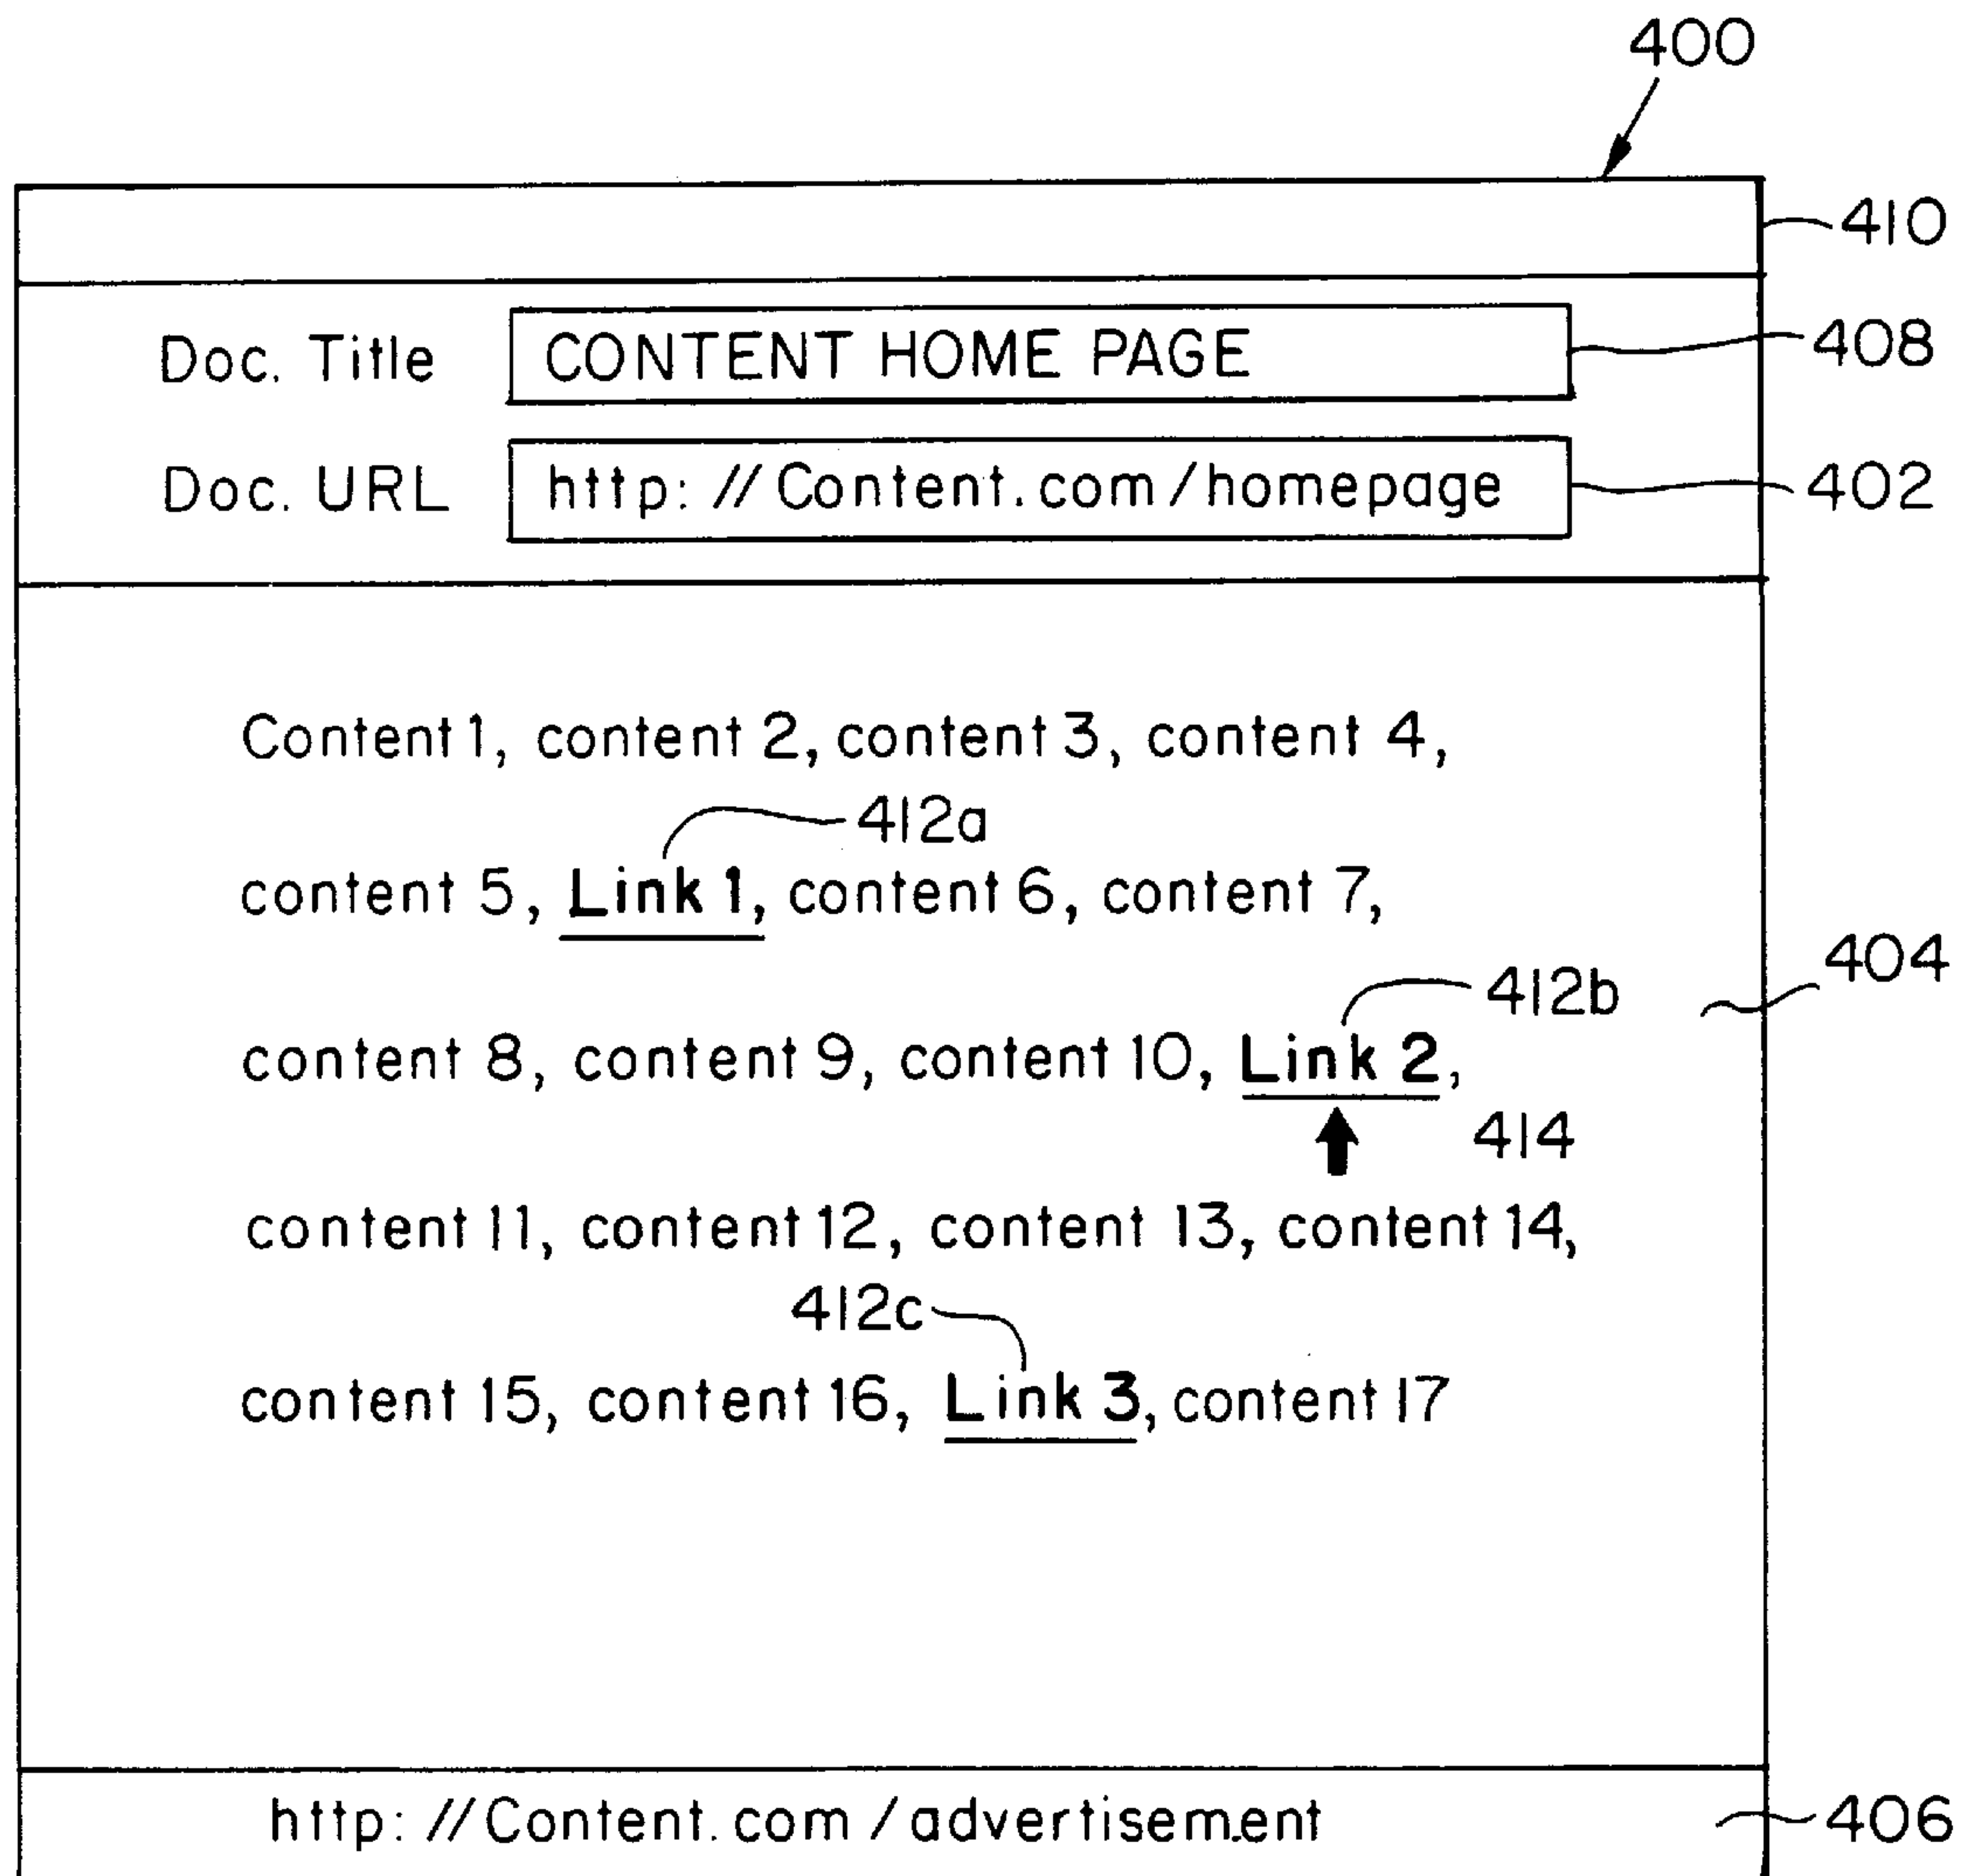 400
410
Doc. Title CONTENT HOME PAGE 408
Doc. URL http: //Content.com/homepage 402
Content 1, content 2, content 3, content 4,
412a
content 5, Link 1, content 6, content 7,
404
412b
content 8, content 9, content 10, Link 2,
414
content 11, content 12, content 13, content 14,
412c
content 15, content 16, Link 3, content 17
http: //Content.com/advertisement 406